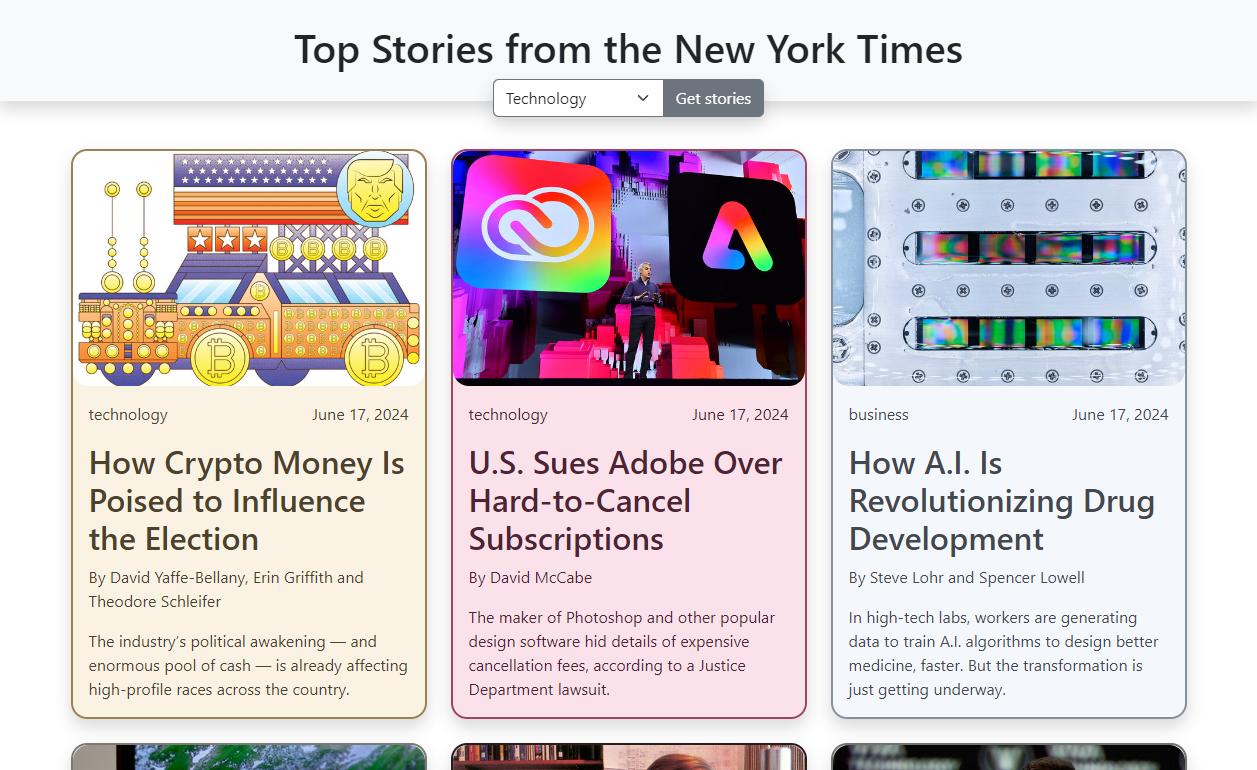 Top Stories from the New York Times
Technology
Get stories
technology
June 17, 2024
How Crypto Money Is
Poised to Influence
the Election
By David Yaffe-Bellany, Erin Griffith and
Theodore Schleifer
The industry’s political awakening — and
enormous pool of cash — is already affecting
high-profile races across the country.
technology
June 17, 2024
U.S. Sues Adobe Over
Hard-to-Cancel
Subscriptions
By David McCabe
The maker of Photoshop and other popular
design software hid details of expensive
cancellation fees, according to a Justice
Department lawsuit.
business
June 17, 2024
How A.I. Is
Revolutionizing Drug
Development
By Steve Lohr and Spencer Lowell
In high-tech labs, workers are generating
data to train A.I. algorithms to design better
medicine, faster. But the transformation is
just getting underway.